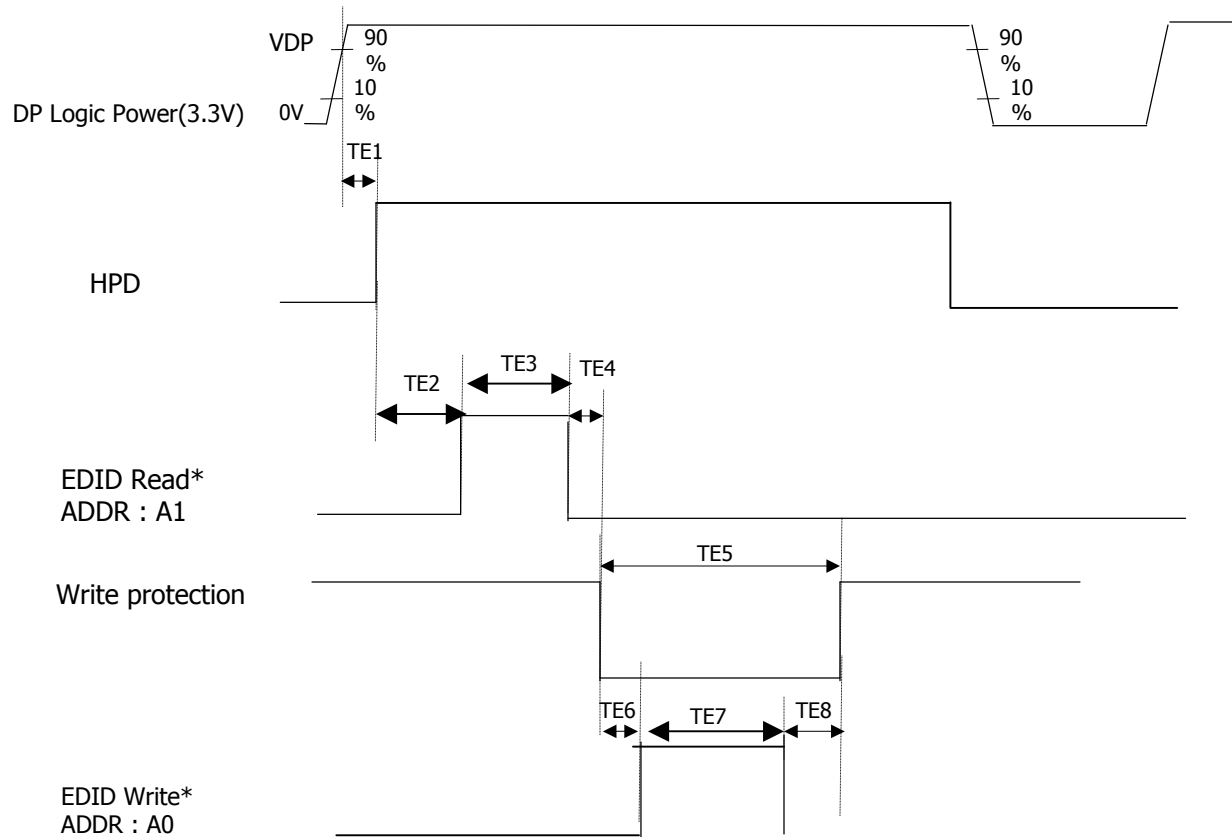 VDP
90
%
90
%
10
%
10
%
DP Logic Power(3.3V)
0V
TE1
HPD
TE2
TE3
TE4
EDID Read*
ADDR : A1
TE5
Write protection
TE6
TE7
TE8
EDID Write*
ADDR : A0